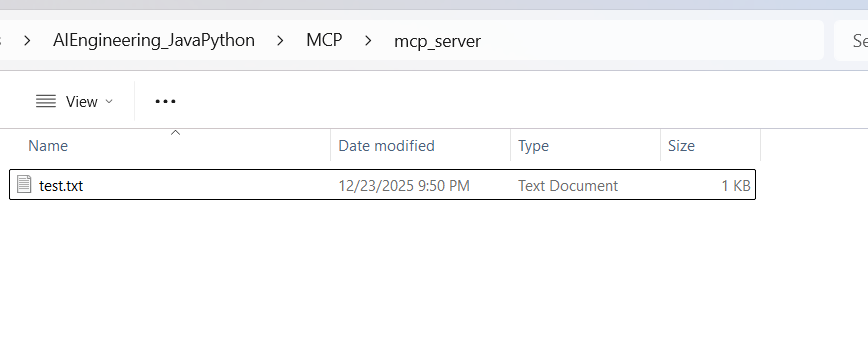 s > AIEngineering_JavaPython > MCP > mcp_server Se
View ...
Name Date modified Type Size
test.txt 12/23/2025 9:50 PM Text Document 1 KB